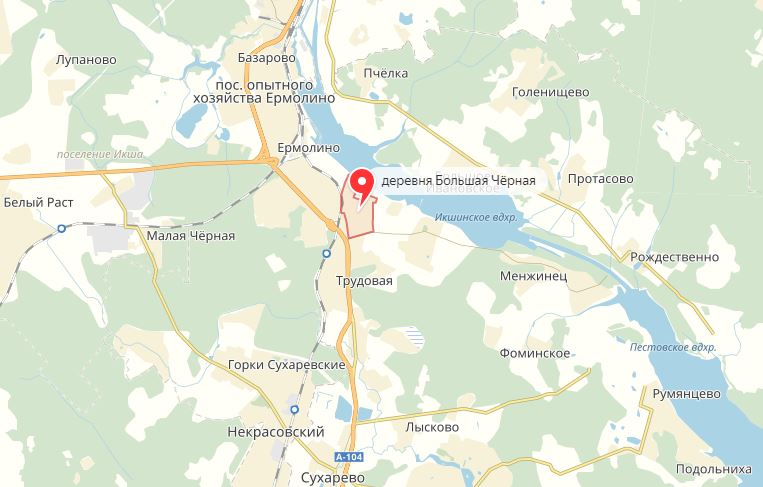 Лупаново
Базарово
Пчёлка
пос. опытного
хозяйства Ермолино
Голенищево
Ермолино
поселение Икша
деревня Большая Чёрная
Протасово
Ивановское
Белый Раст
Икшинское вдхр.
Малая Чёрная
Рождественно
Трудовая
Менжинец
Пестовское вдхр.
Фоминское
Горки Сухаревские
Румянцево
Некрасовский
Лысково
А-104
Сухарево
Подольниха